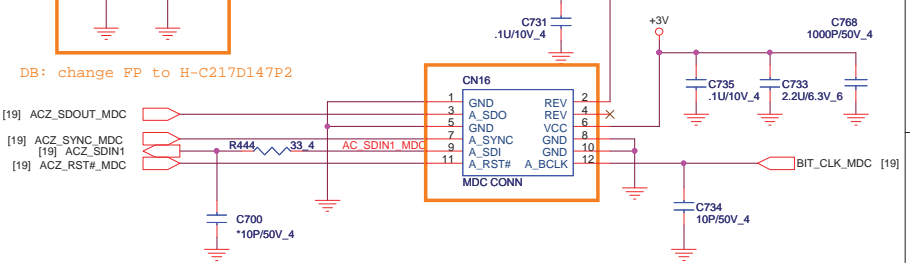 C731
.1U/10V_4
+3V
C768
1000P/50V_4
DB: change FP to H-C217D147P2
CN16
C735
.1U/10V_4
C733
2.2U/6.3V_6
1 GND REV 2
3 A_SDO REV 4
5 GND VCC 6
7 A_SYNC GND 8
9 A_SDI GND 10
11 A_RST# A_BCLK 12
MDC CONN
[19] ACZ_SDOUT_MDC
[19] ACZ_SYNC_MDC
[19] ACZ_SDIN1
[19] ACZ_RST#_MDC
R444 33_4 AC_SDIN1_MDC
BIT_CLK_MDC [19]
C700
*10P/50V_4
C734
10P/50V_4